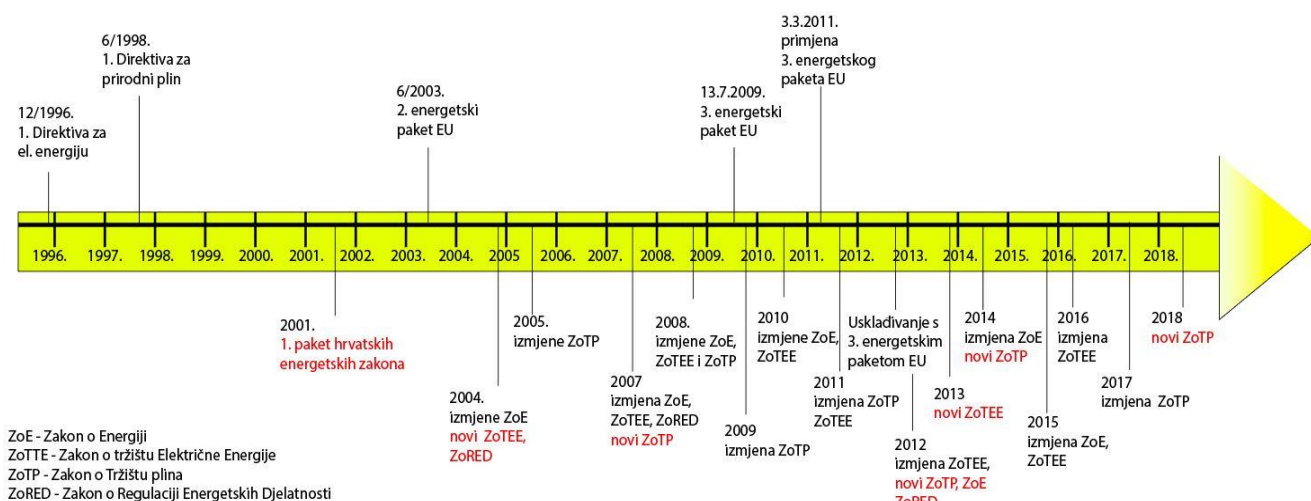 12/1996.
1. Direktiva za
el. energiju
6/1998.
1. Direktiva za
prirodni plin
6/2003.
2. energetski
paket EU
13.7.2009.
3. energetski
paket EU
3.3.2011.
primjena
3. energetskog
paketa EU
1996. 1997. 1998. 1999. 2000. 2001. 2002. 2003. 2004. 2005 2006. 2007. 2008. 2009. 2010. 2011. 2012. 2013. 2014. 2015. 2016. 2017. 2018.
2001.
1. paket hrvatskih
energetskih zakona
2004.
izmjene ZoE
novi ZoTEE,
ZoRED
2005.
izmjene ZoTP
2007
izmjena ZoE,
ZoTEE, ZoRED
novi ZoTP
2008.
izmjene ZoE,
ZoTEE i ZoTP
2009
izmjena ZoTP
2010
izmjene ZoE,
ZoTEE
2011
izmjena ZoTP
ZoTEE
Usklađivanje s
3. energetskim
paketom EU
2012
izmjena ZoTEE,
novi ZoTP, ZoE
ZoRED
2013
novi ZoTEE
2014
izmjena ZoE
novi ZoTP
2015
izmjena ZoE,
ZoTEE
2016
izmjena
ZoTEE
2017
izmjena ZoTP
2018
novi ZoTP
ZoE - Zakon o Energiji
ZoTTE - Zakon o tržištu Električne Energije
ZoTP - Zakon o Tržištu plina
ZoRED - Zakon o Regulaciji Energetskih Djelatnosti